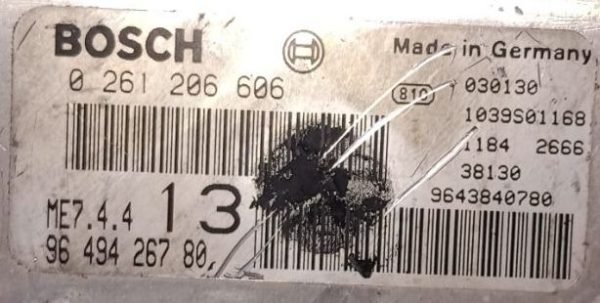 BOSCH
Made in Germany
0 261 206 606
810
030130
1039S01168
1184 2666
38130
9643840780
ME7.4.4 13
96 494 267 80